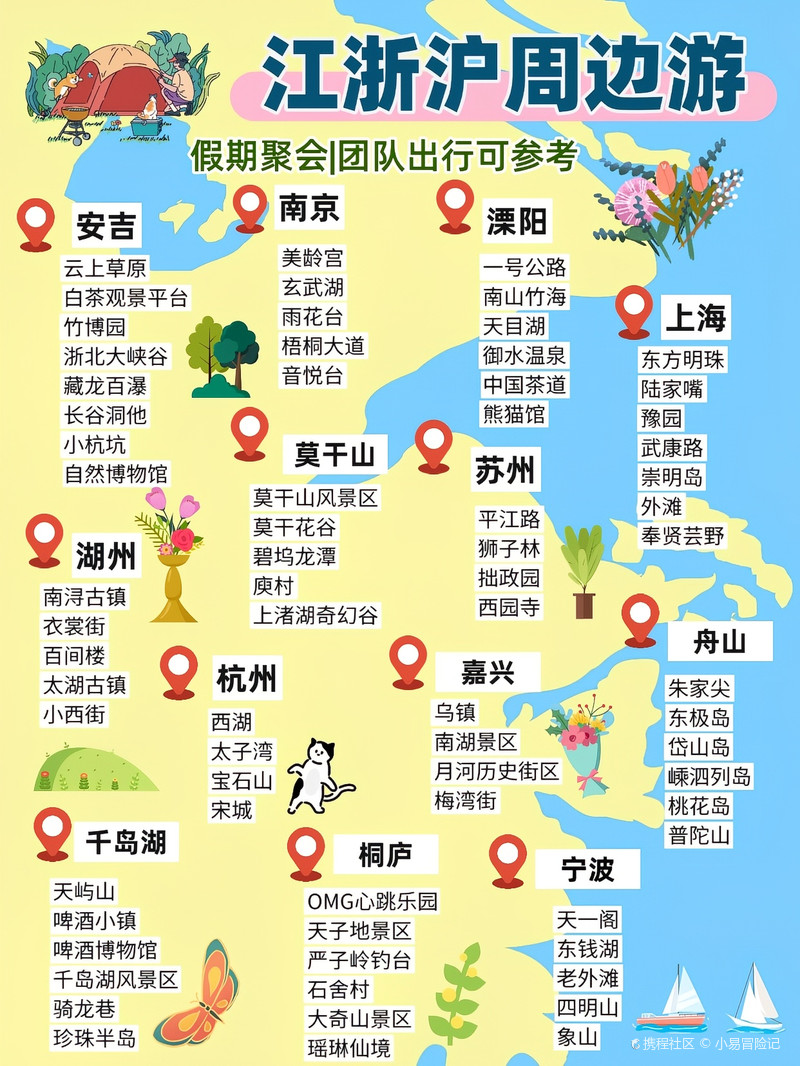 江浙沪周边游
假期聚会|团队出行可参考
安吉
云上草原
白茶观景平台
竹博园
浙北大峡谷
藏龙百瀑
长谷洞他
小杭坑
自然博物馆
南京
美龄宫
玄武湖
雨花台
梧桐大道
音悦台
溧阳
一号公路
南山竹海
天目湖
御水温泉
中国茶道
熊猫馆
上海
东方明珠
陆家嘴
豫园
武康路
崇明岛
外滩
奉贤芸野
莫干山
莫干山风景区
莫干花谷
碧坞龙潭
庾村
上渚湖奇幻谷
苏州
平江路
狮子林
拙政园
西园寺
湖州
南浔古镇
衣裳街
百间楼
太湖古镇
小西街
杭州
西湖
太子湾
宝石山
宋城
嘉兴
乌镇
南湖景区
月河历史街区
梅湾街
舟山
朱家尖
东极岛
岱山岛
嵊泗列岛
桃花岛
普陀山
千岛湖
天屿山
啤酒小镇
啤酒博物馆
千岛湖风景区
骑龙巷
珍珠半岛
桐庐
OMG心跳乐园
天子地景区
严子岭钓台
石舍村
大奇山景区
瑶琳仙境
宁波
天一阁
东钱湖
老外滩
四明山
象山
携程社区 © 小易冒险记